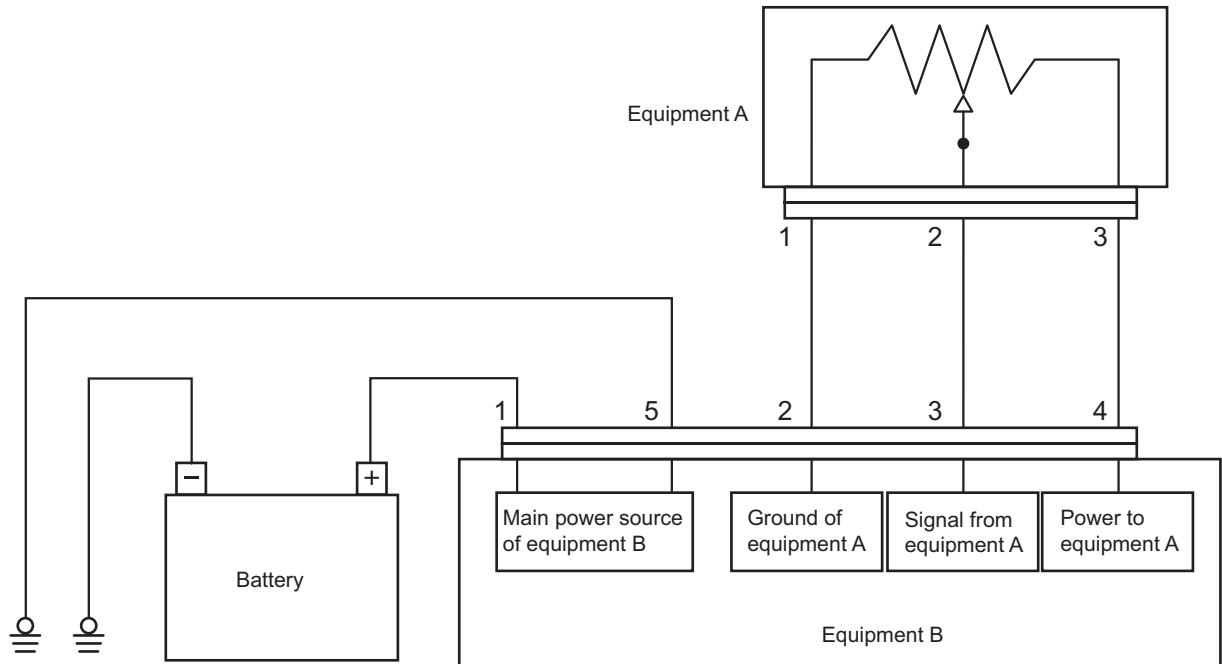 Equipment A
1 2 3
1 5 2 3 4
− +
Main power source
of equipment B
Ground of
equipment A
Signal from
equipment A
Power to
equipment A
Battery
Equipment B